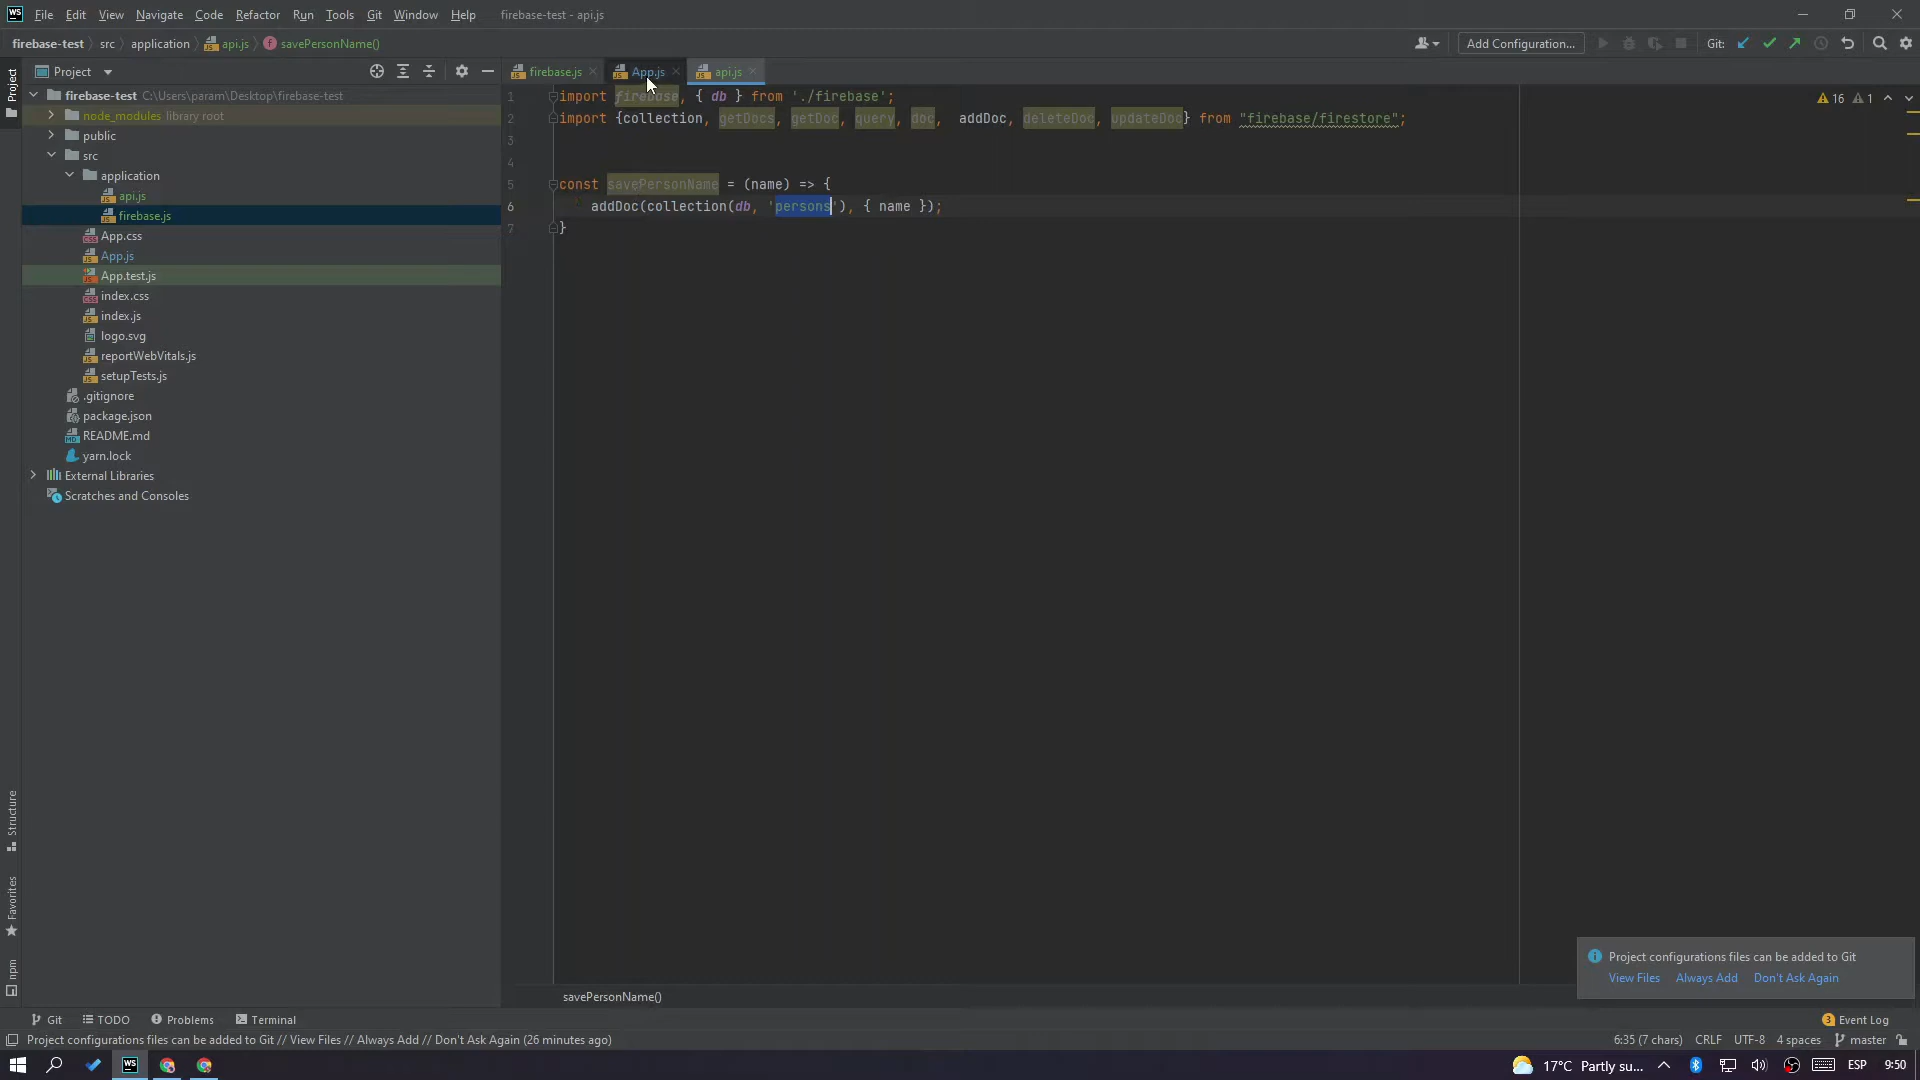 WS File Edit View Navigate Code Refactor Run Tools Git Window Help firebase-test - api.js
firebase-test src application api.js f savePersonName() Add Configuration... Git:
Project firebase.js App.js api.js
Project
firebase-test C:\Users\param\Desktop\firebase-test
node_modules library root
public
src
application
api.js
firebase.js
App.css
App.js
App.test.js
index.css
index.js
logo.svg
reportWebVitals.js
setupTests.js
.gitignore
package.json
README.md
yarn.lock
External Libraries
Scratches and Consoles
1 import firebase, { db } from './firebase';
2 import {collection, getDocs, getDoc, query, doc,  addDoc, deleteDoc, updateDoc} from "firebase/firestore";
3
4
5 const savePersonName = (name) => {
6     addDoc(collection(db, 'persons'), { name });
7 }
16 1
Structure
Favorites
npm
Project configurations files can be added to Git
View Files Always Add Don't Ask Again
savePersonName()
Git TODO Problems Terminal 3 Event Log
Project configurations files can be added to Git // View Files // Always Add // Don't Ask Again (26 minutes ago) 6:35 (7 chars) CRLF UTF-8 4 spaces master
WS 17°C Partly su... ESP 9:50